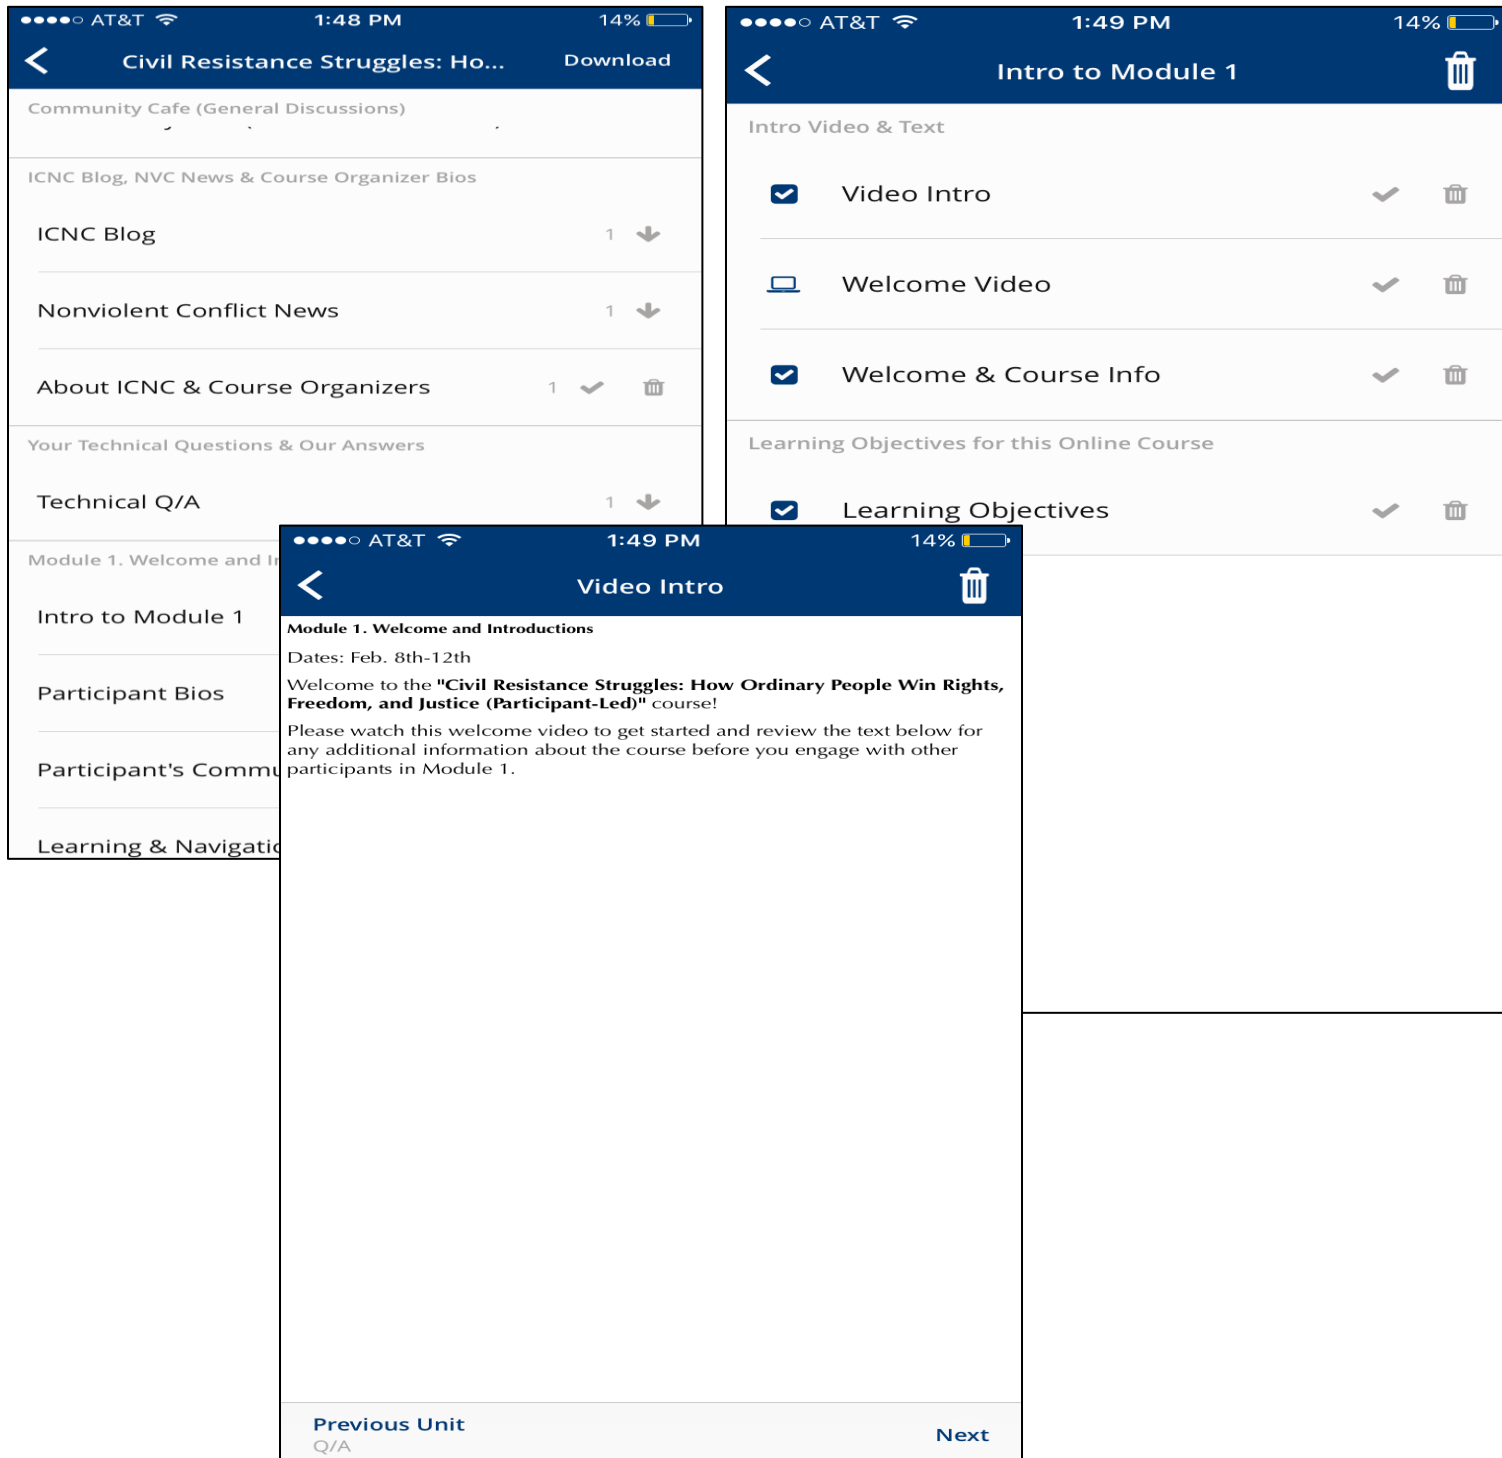 AT&T 1:48 PM 14%
Civil Resistance Struggles: Ho... Download
Community Cafe (General Discussions)
ICNC Blog, NVC News & Course Organizer Bios
ICNC Blog 1
Nonviolent Conflict News 1
About ICNC & Course Organizers 1
Your Technical Questions & Our Answers
Technical Q/A 1
Module 1. Welcome and I
Intro to Module 1
Participant Bios
Participant's Commu
Learning & Navigatio
AT&T 1:49 PM 14%
Intro to Module 1
Intro Video & Text
Video Intro
Welcome Video
Welcome & Course Info
Learning Objectives for this Online Course
Learning Objectives
AT&T 1:49 PM 14%
Video Intro
Module 1. Welcome and Introductions
Dates: Feb. 8th-12th
Welcome to the "Civil Resistance Struggles: How Ordinary People Win Rights,
Freedom, and Justice (Participant-Led)" course!
Please watch this welcome video to get started and review the text below for
any additional information about the course before you engage with other
participants in Module 1.
Previous Unit
Q/A
Next